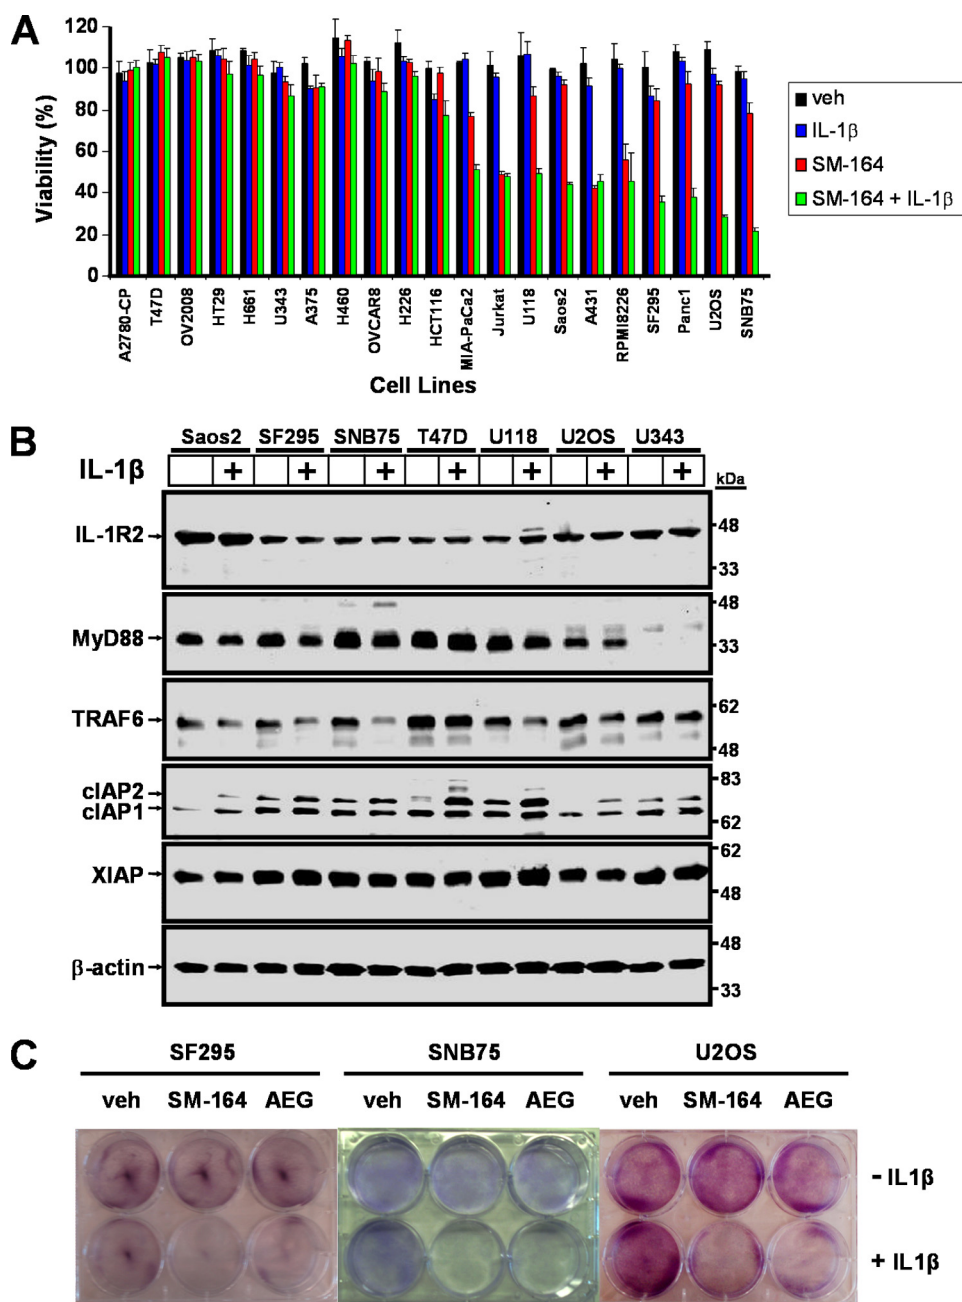 A
Viability (%)
120
100
80
60
40
20
0
veh
IL-1β
SM-164
SM-164 + IL-1β
A2780-CP
T47D
OV2008
HT29
H661
U343
A375
H460
OVCAR8
H226
HCT116
MIA-PaCa2
Jurkat
U118
Saos2
A431
RPMI8226
SF295
Panc1
U2OS
SNB75
Cell Lines
B
Saos2 SF295 SNB75 T47D U118 U2OS U343
IL-1β + + + + + + +
kDa
IL-1R2
48
33
MyD88
48
33
TRAF6
62
48
cIAP2
cIAP1
83
62
XIAP
62
48
β-actin
48
33
C
SF295 SNB75 U2OS
veh SM-164 AEG veh SM-164 AEG veh SM-164 AEG
- IL1β
+ IL1β